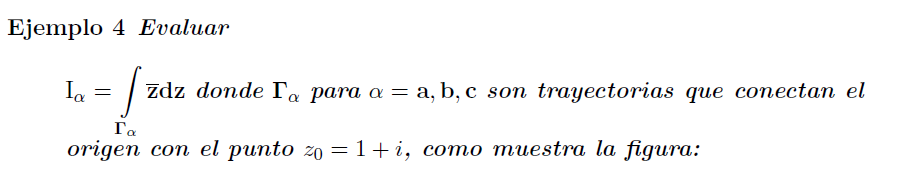 Ejemplo 4 Evaluar
I_α = ∫_{Γ_α} z̄dz donde Γ_α para α = a, b, c son trayectorias que conectan el
origen con el punto z_0 = 1 + i, como muestra la figura: